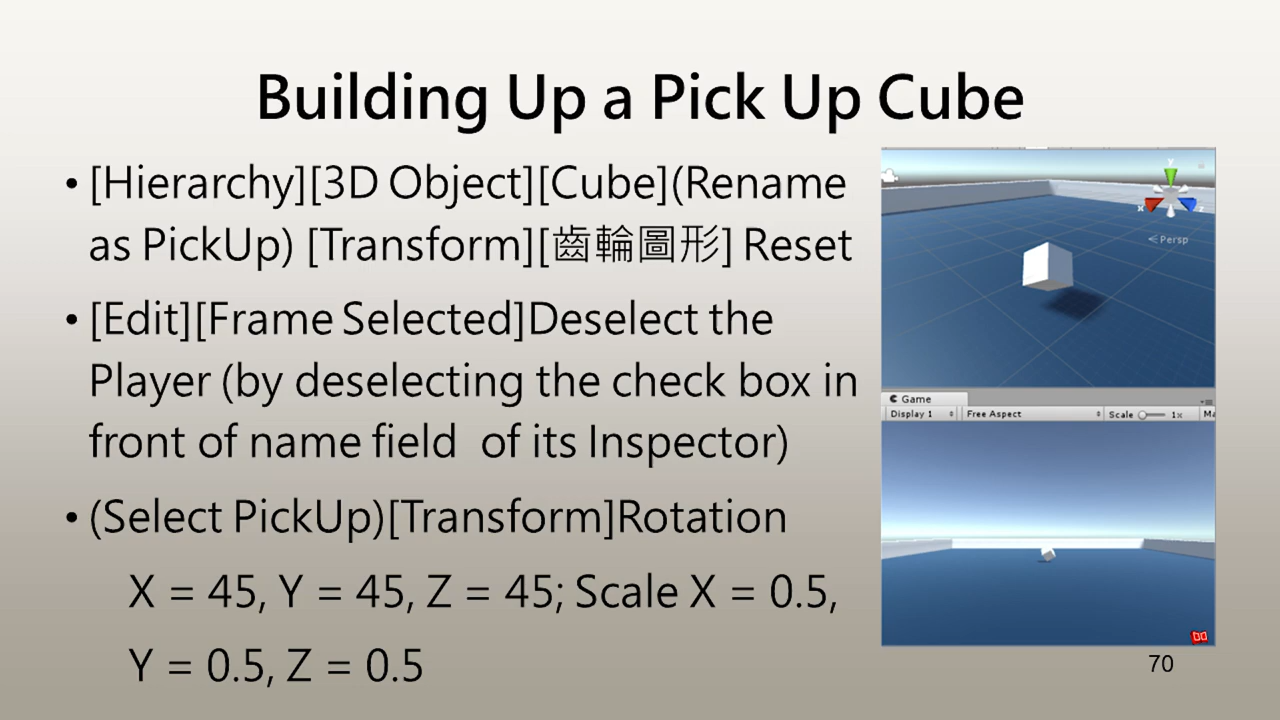 Building Up a Pick Up Cube
• [Hierarchy][3D Object][Cube](Rename
as PickUp) [Transform][齒輪圖形] Reset
• [Edit][Frame Selected]Deselect the
Player (by deselecting the check box in
front of name field of its Inspector)
• (Select PickUp)[Transform]Rotation
X = 45, Y = 45, Z = 45; Scale X = 0.5,
Y = 0.5, Z = 0.5
y
x
z
Persp
Game
Display 1
Free Aspect
Scale
1x
Ma
70